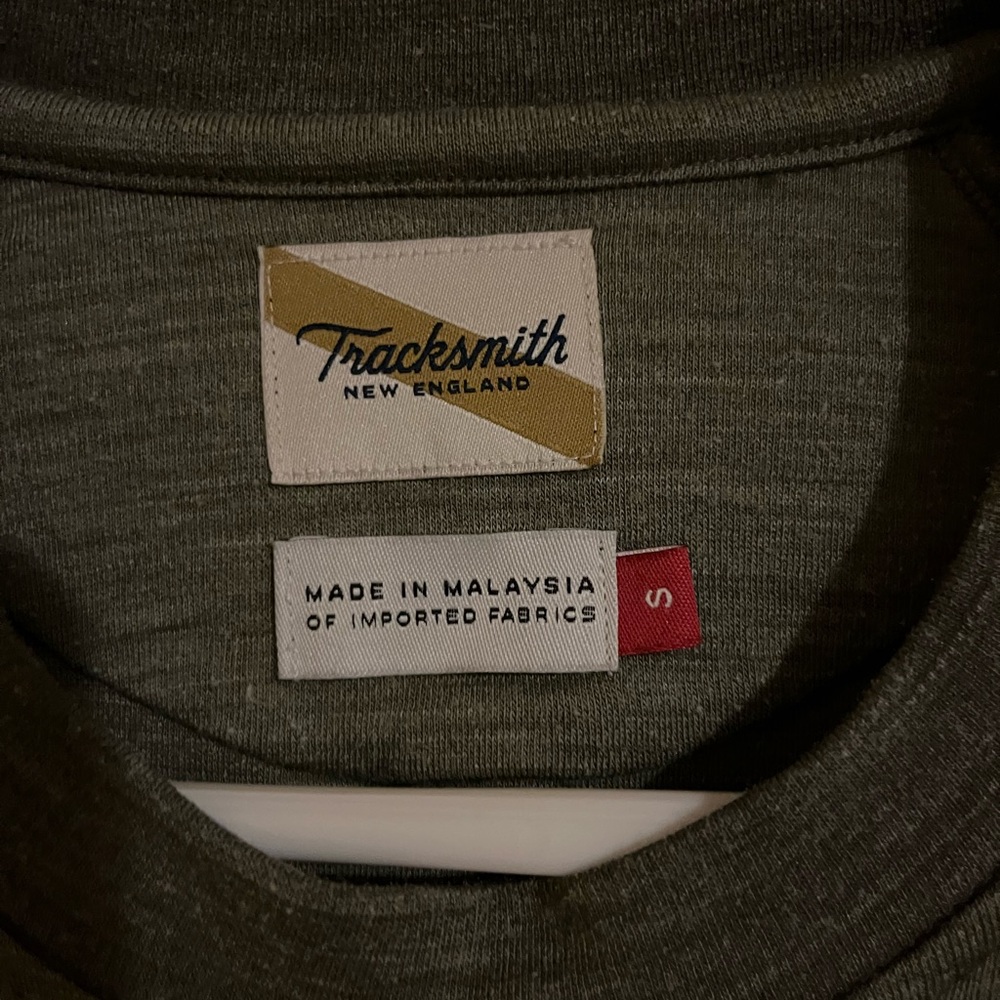 Tracksmith
NEW ENGLAND
MADE IN MALAYSIA
OF IMPORTED FABRICS
S